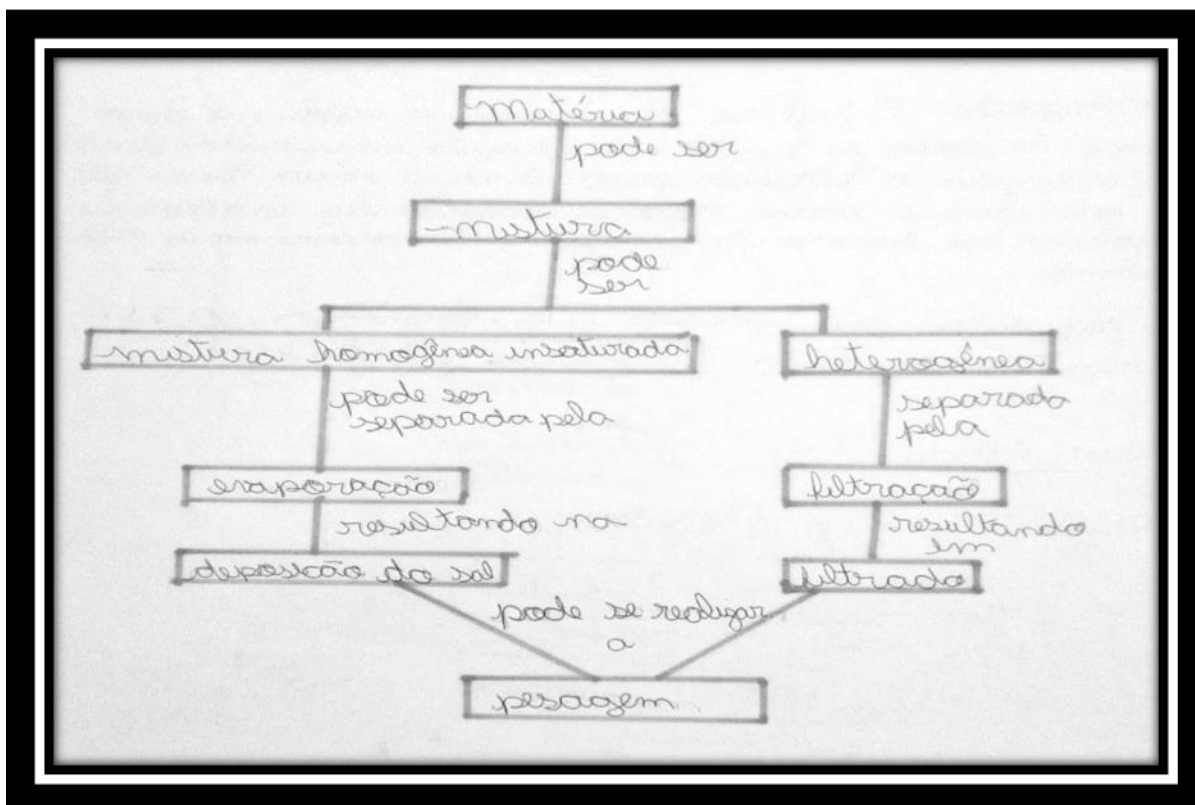 Matéria
pode ser
Mistura
pode
ser
mistura homogênea insaturada
heterogênea
pode ser
separada pela
separada
pela
evaporação
filtração
resultando na
resultando
em
deposição do sal
filtrado
pode se realizar
a
pesagem